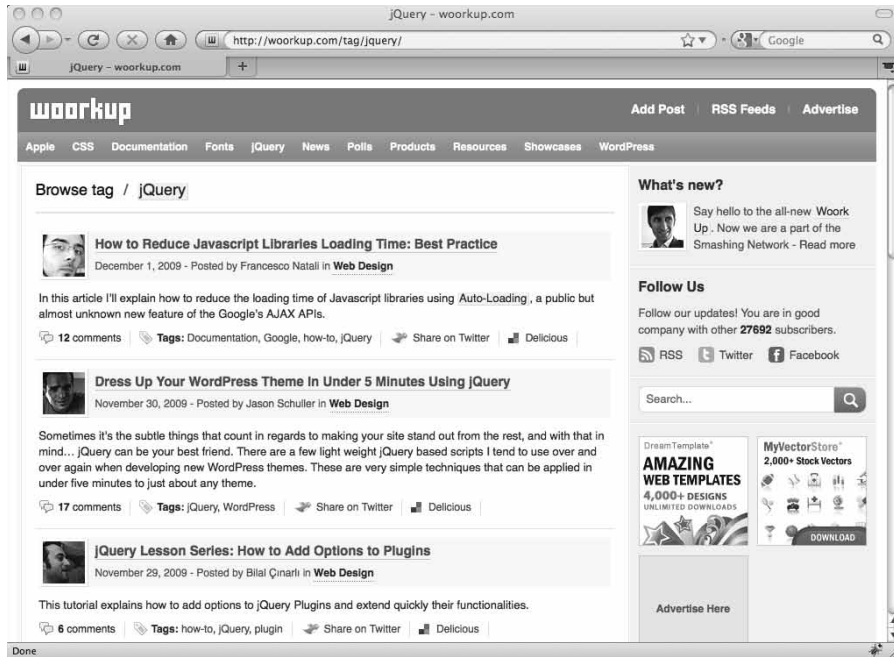 jQuery – woorkup.com
http://woorkup.com/tag/jquery/
Google
jQuery – woorkup.com
woorkup
Add Post
RSS Feeds
Advertise
Apple CSS Documentation Fonts jQuery News Polls Products Resources Showcases WordPress
Browse tag / jQuery
How to Reduce Javascript Libraries Loading Time: Best Practice
December 1, 2009 - Posted by Francesco Natali in Web Design
In this article I'll explain how to reduce the loading time of Javascript libraries using Auto-Loading , a public but
almost unknown new feature of the Google's AJAX APIs.
12 comments Tags: Documentation, Google, how-to, jQuery Share on Twitter Delicious
Dress Up Your WordPress Theme In Under 5 Minutes Using jQuery
November 30, 2009 - Posted by Jason Schuller in Web Design
Sometimes it's the subtle things that count in regards to making your site stand out from the rest, and with that in
mind… jQuery can be your best friend. There are a few light weight jQuery based scripts I tend to use over and
over again when developing new WordPress themes. These are very simple techniques that can be applied in
under five minutes to just about any theme.
17 comments Tags: jQuery, WordPress Share on Twitter Delicious
jQuery Lesson Series: How to Add Options to Plugins
November 29, 2009 - Posted by Bilal Çınarlı in Web Design
This tutorial explains how to add options to jQuery Plugins and extend quickly their functionalities.
6 comments Tags: how-to, jQuery, plugin Share on Twitter Delicious
What's new?
Say hello to the all-new Woork
Up . Now we are a part of the
Smashing Network - Read more
Follow Us
Follow our updates! You are in good
company with other 27692 subscribers.
RSS Twitter Facebook
Search...
DreamTemplate
AMAZING
WEB TEMPLATES
4,000+ DESIGNS
UNLIMITED DOWNLOADS
MyVectorStore
2,000+ Stock Vectors
DOWNLOAD
Advertise Here
Done